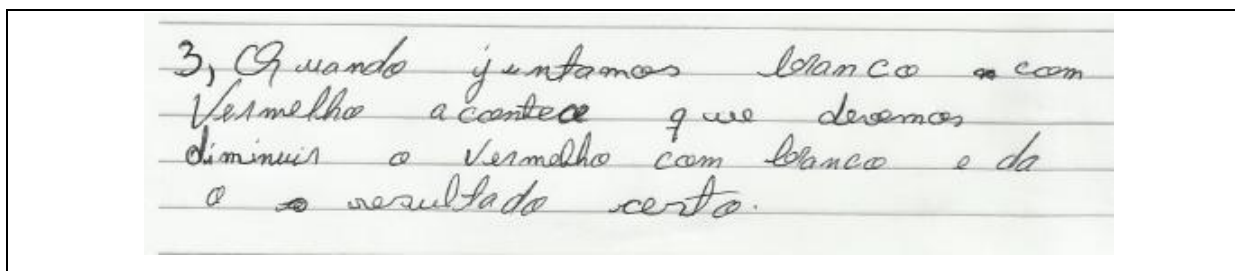 3, Quando juntamos branco com
Vermelho acontece que devemos
diminuir o vermelho com branco e da
o resultado certo.